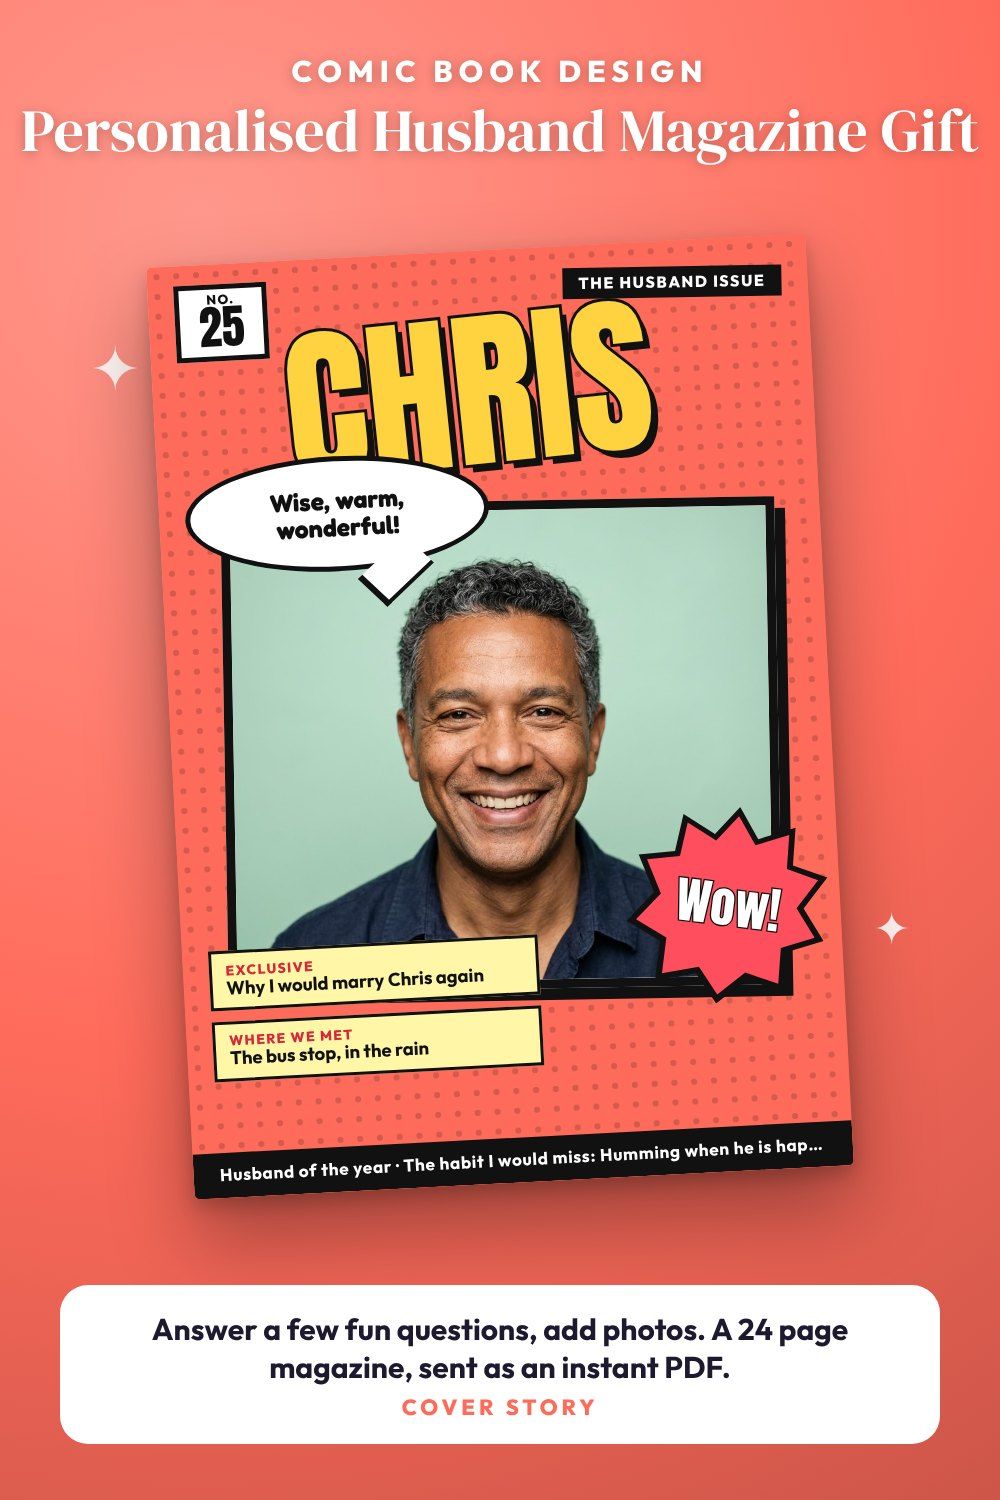 COMIC BOOK DESIGN
Personalised Husband Magazine Gift
NO.
25
THE HUSBAND ISSUE
CHRIS
Wise, warm,
wonderful!
Wow!
EXCLUSIVE
Why I would marry Chris again
WHERE WE MET
The bus stop, in the rain
Husband of the year · The habit I would miss: Humming when he is hap...
Answer a few fun questions, add photos. A 24 page
magazine, sent as an instant PDF.
COVER STORY